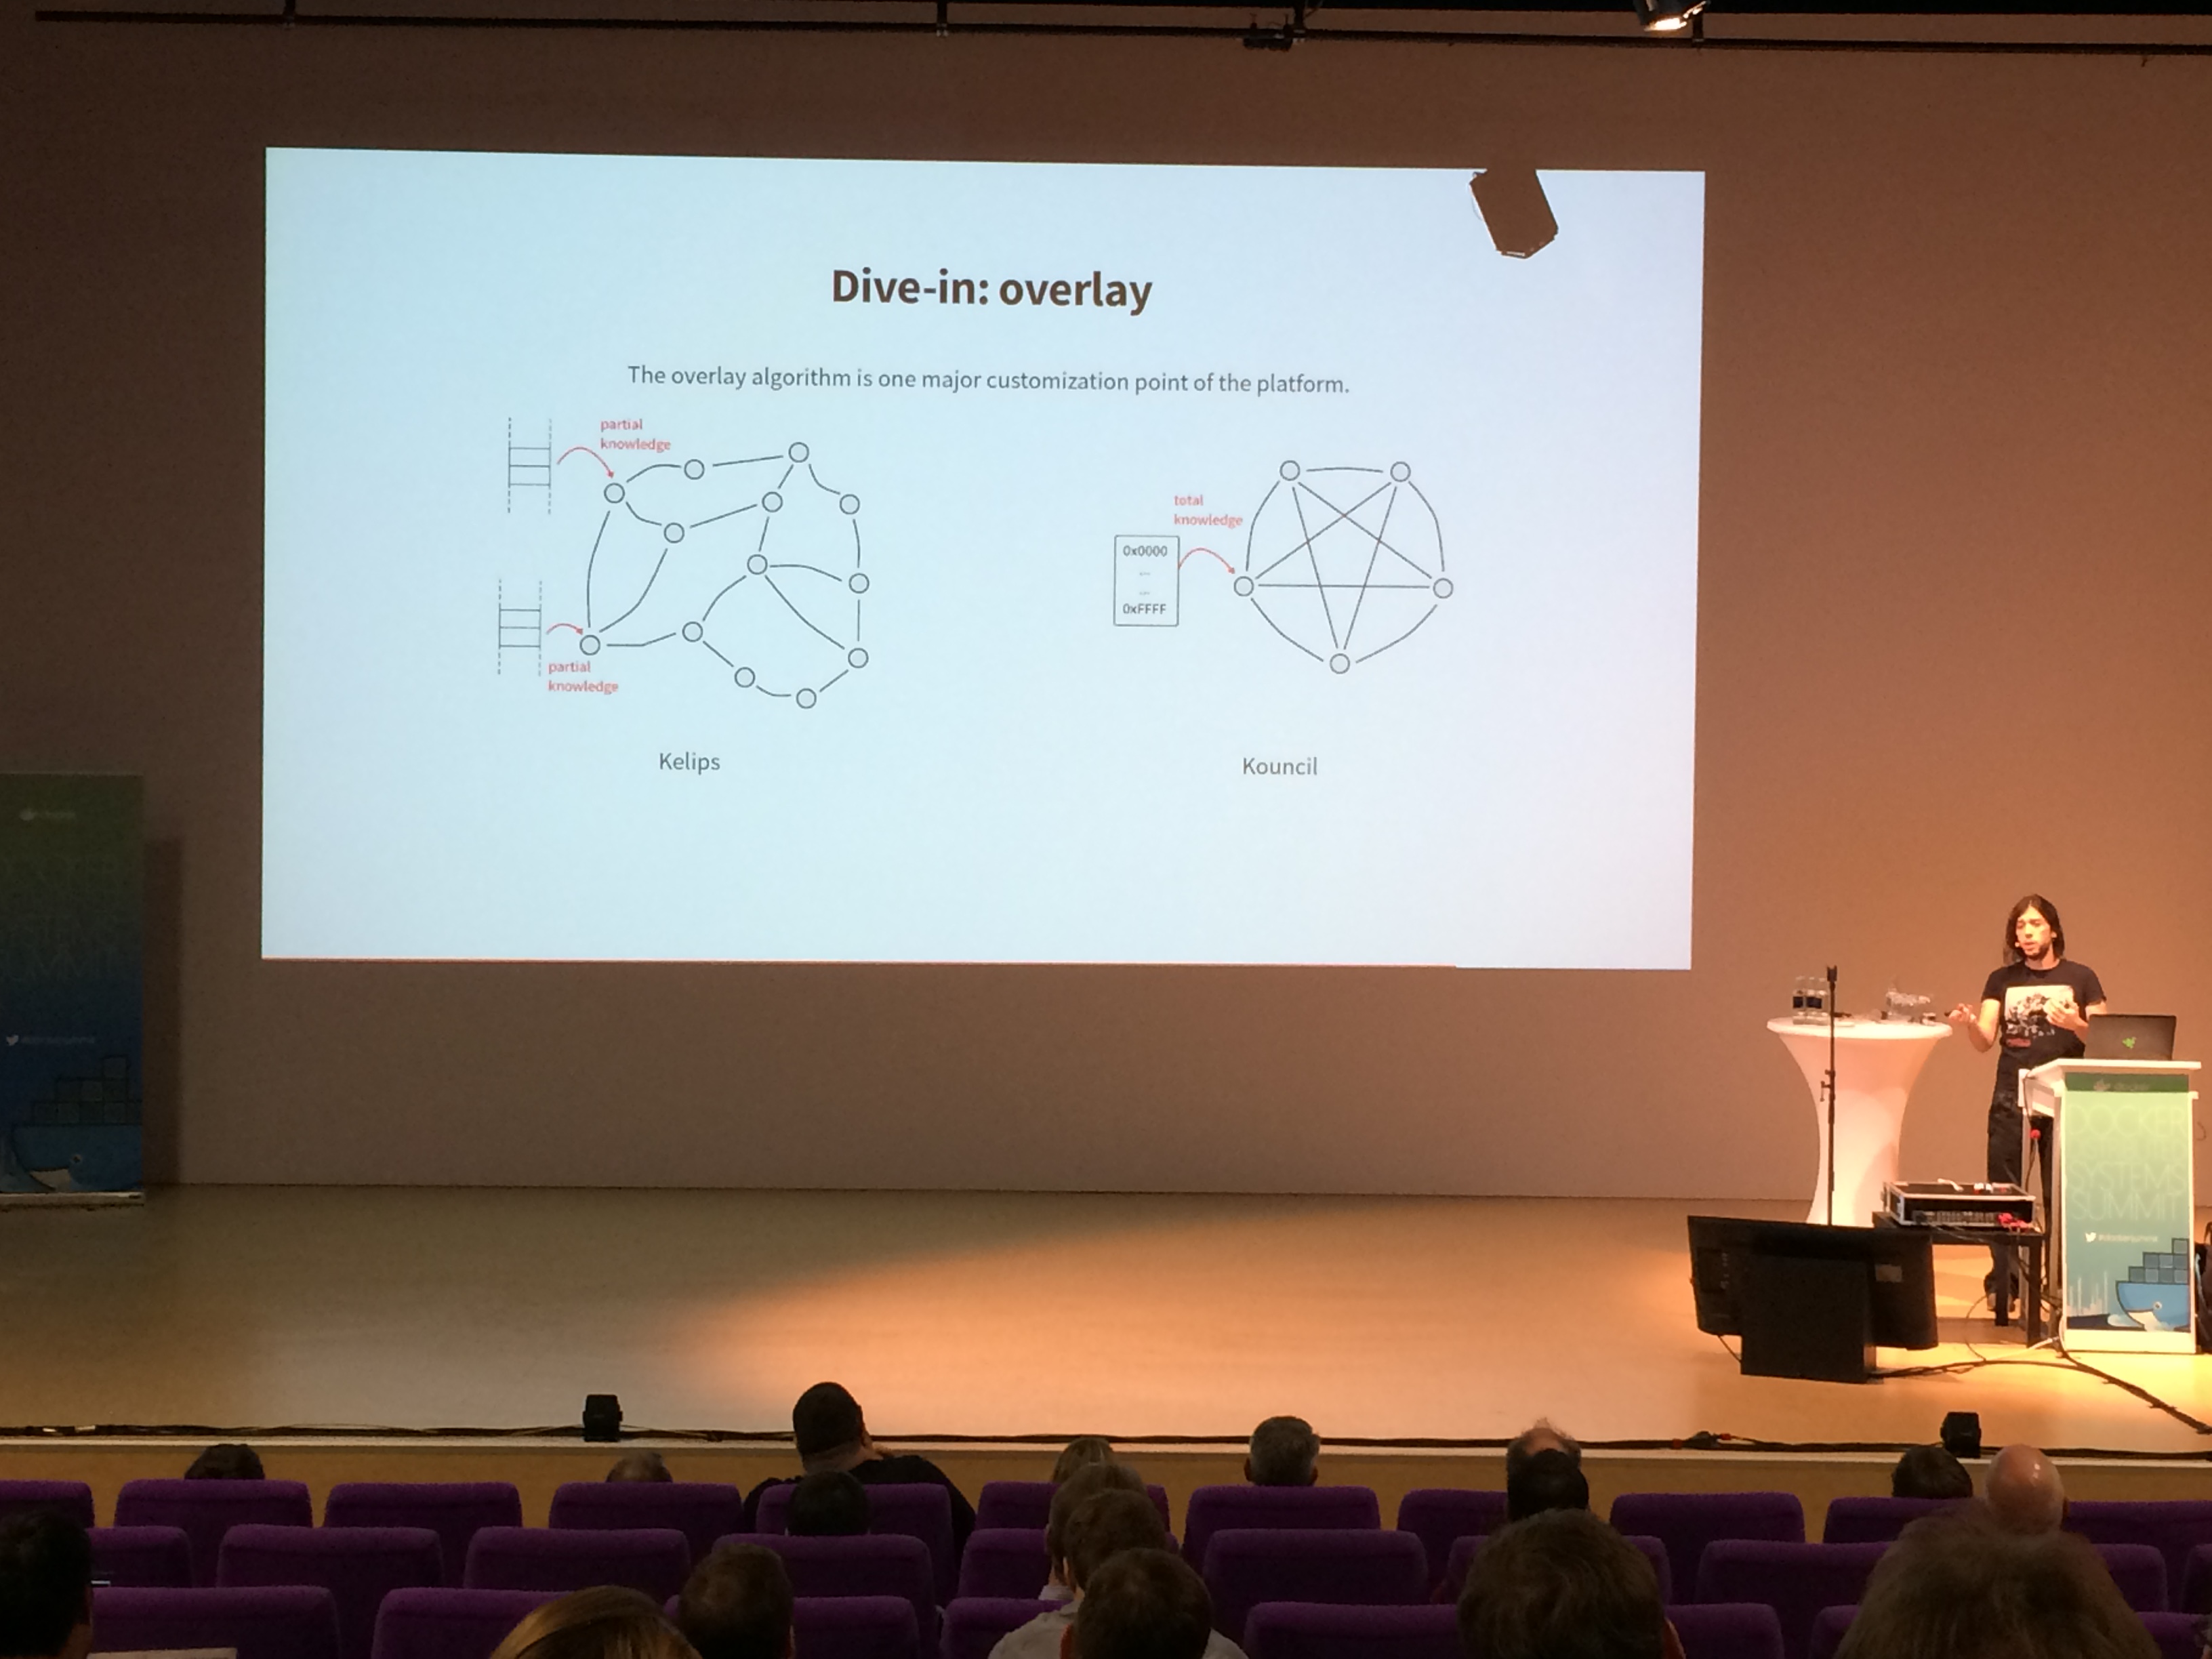 Dive-in: overlay
The overlay algorithm is one major customization point of the platform.
partial
knowledge
partial
knowledge
Kelips
total
knowledge
0x0000
...
...
0xFFFF
Kouncil
DOCKER
SYSTEMS
SUMMIT